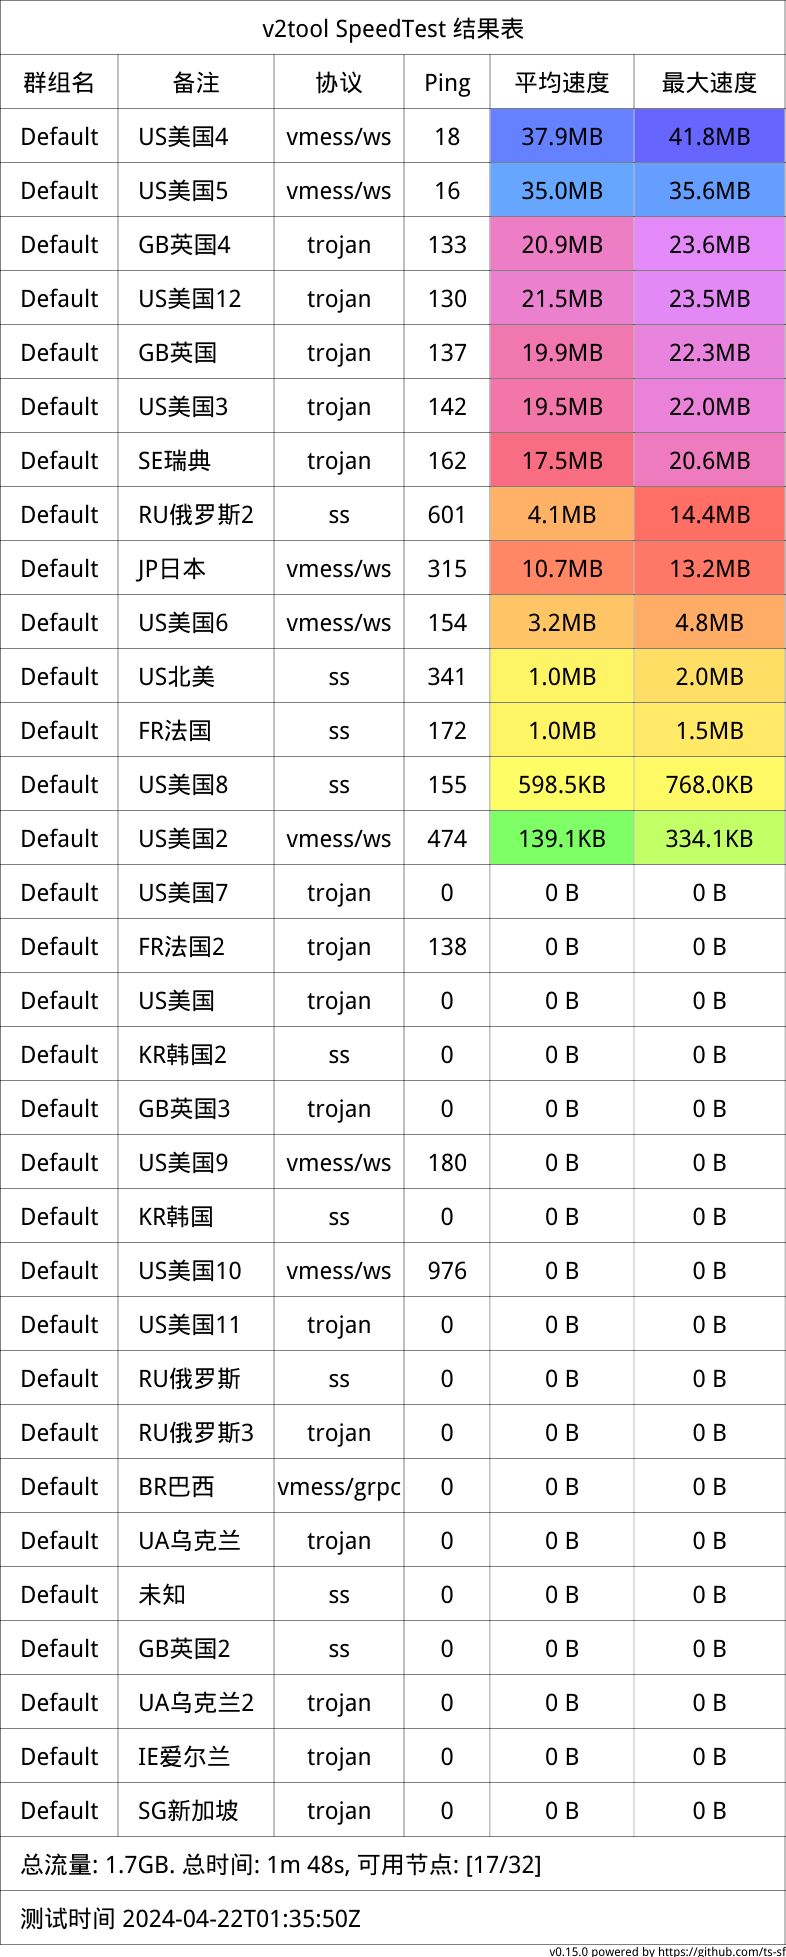 v2tool SpeedTest 结果表
群组名 备注 协议 Ping 平均速度 最大速度
Default US美国4 vmess/ws 18 37.9MB 41.8MB
Default US美国5 vmess/ws 16 35.0MB 35.6MB
Default GB英国4 trojan 133 20.9MB 23.6MB
Default US美国12 trojan 130 21.5MB 23.5MB
Default GB英国 trojan 137 19.9MB 22.3MB
Default US美国3 trojan 142 19.5MB 22.0MB
Default SE瑞典 trojan 162 17.5MB 20.6MB
Default RU俄罗斯2 ss 601 4.1MB 14.4MB
Default JP日本 vmess/ws 315 10.7MB 13.2MB
Default US美国6 vmess/ws 154 3.2MB 4.8MB
Default US北美 ss 341 1.0MB 2.0MB
Default FR法国 ss 172 1.0MB 1.5MB
Default US美国8 ss 155 598.5KB 768.0KB
Default US美国2 vmess/ws 474 139.1KB 334.1KB
Default US美国7 trojan 0 0 B 0 B
Default FR法国2 trojan 138 0 B 0 B
Default US美国 trojan 0 0 B 0 B
Default KR韩国2 ss 0 0 B 0 B
Default GB英国3 trojan 0 0 B 0 B
Default US美国9 vmess/ws 180 0 B 0 B
Default KR韩国 ss 0 0 B 0 B
Default US美国10 vmess/ws 976 0 B 0 B
Default US美国11 trojan 0 0 B 0 B
Default RU俄罗斯 ss 0 0 B 0 B
Default RU俄罗斯3 trojan 0 0 B 0 B
Default BR巴西 vmess/grpc 0 0 B 0 B
Default UA乌克兰 trojan 0 0 B 0 B
Default 未知 ss 0 0 B 0 B
Default GB英国2 ss 0 0 B 0 B
Default UA乌克兰2 trojan 0 0 B 0 B
Default IE爱尔兰 trojan 0 0 B 0 B
Default SG新加坡 trojan 0 0 B 0 B
总流量: 1.7GB. 总时间: 1m 48s, 可用节点: [17/32]
测试时间 2024-04-22T01:35:50Z
v0.15.0 powered by https://github.com/ts-sf